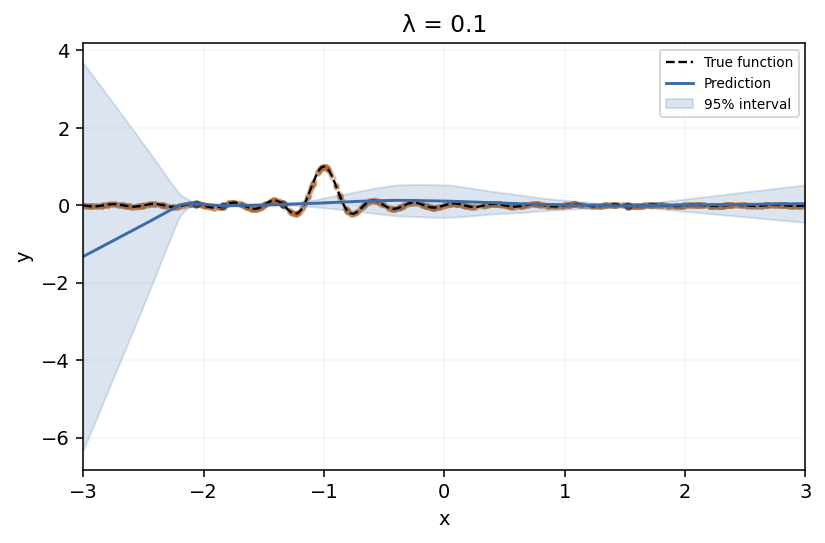 λ = 0.1
True function
Prediction
95% interval
4
2
0
−2
−4
−6
y
−3
−2
−1
0
1
2
3
x